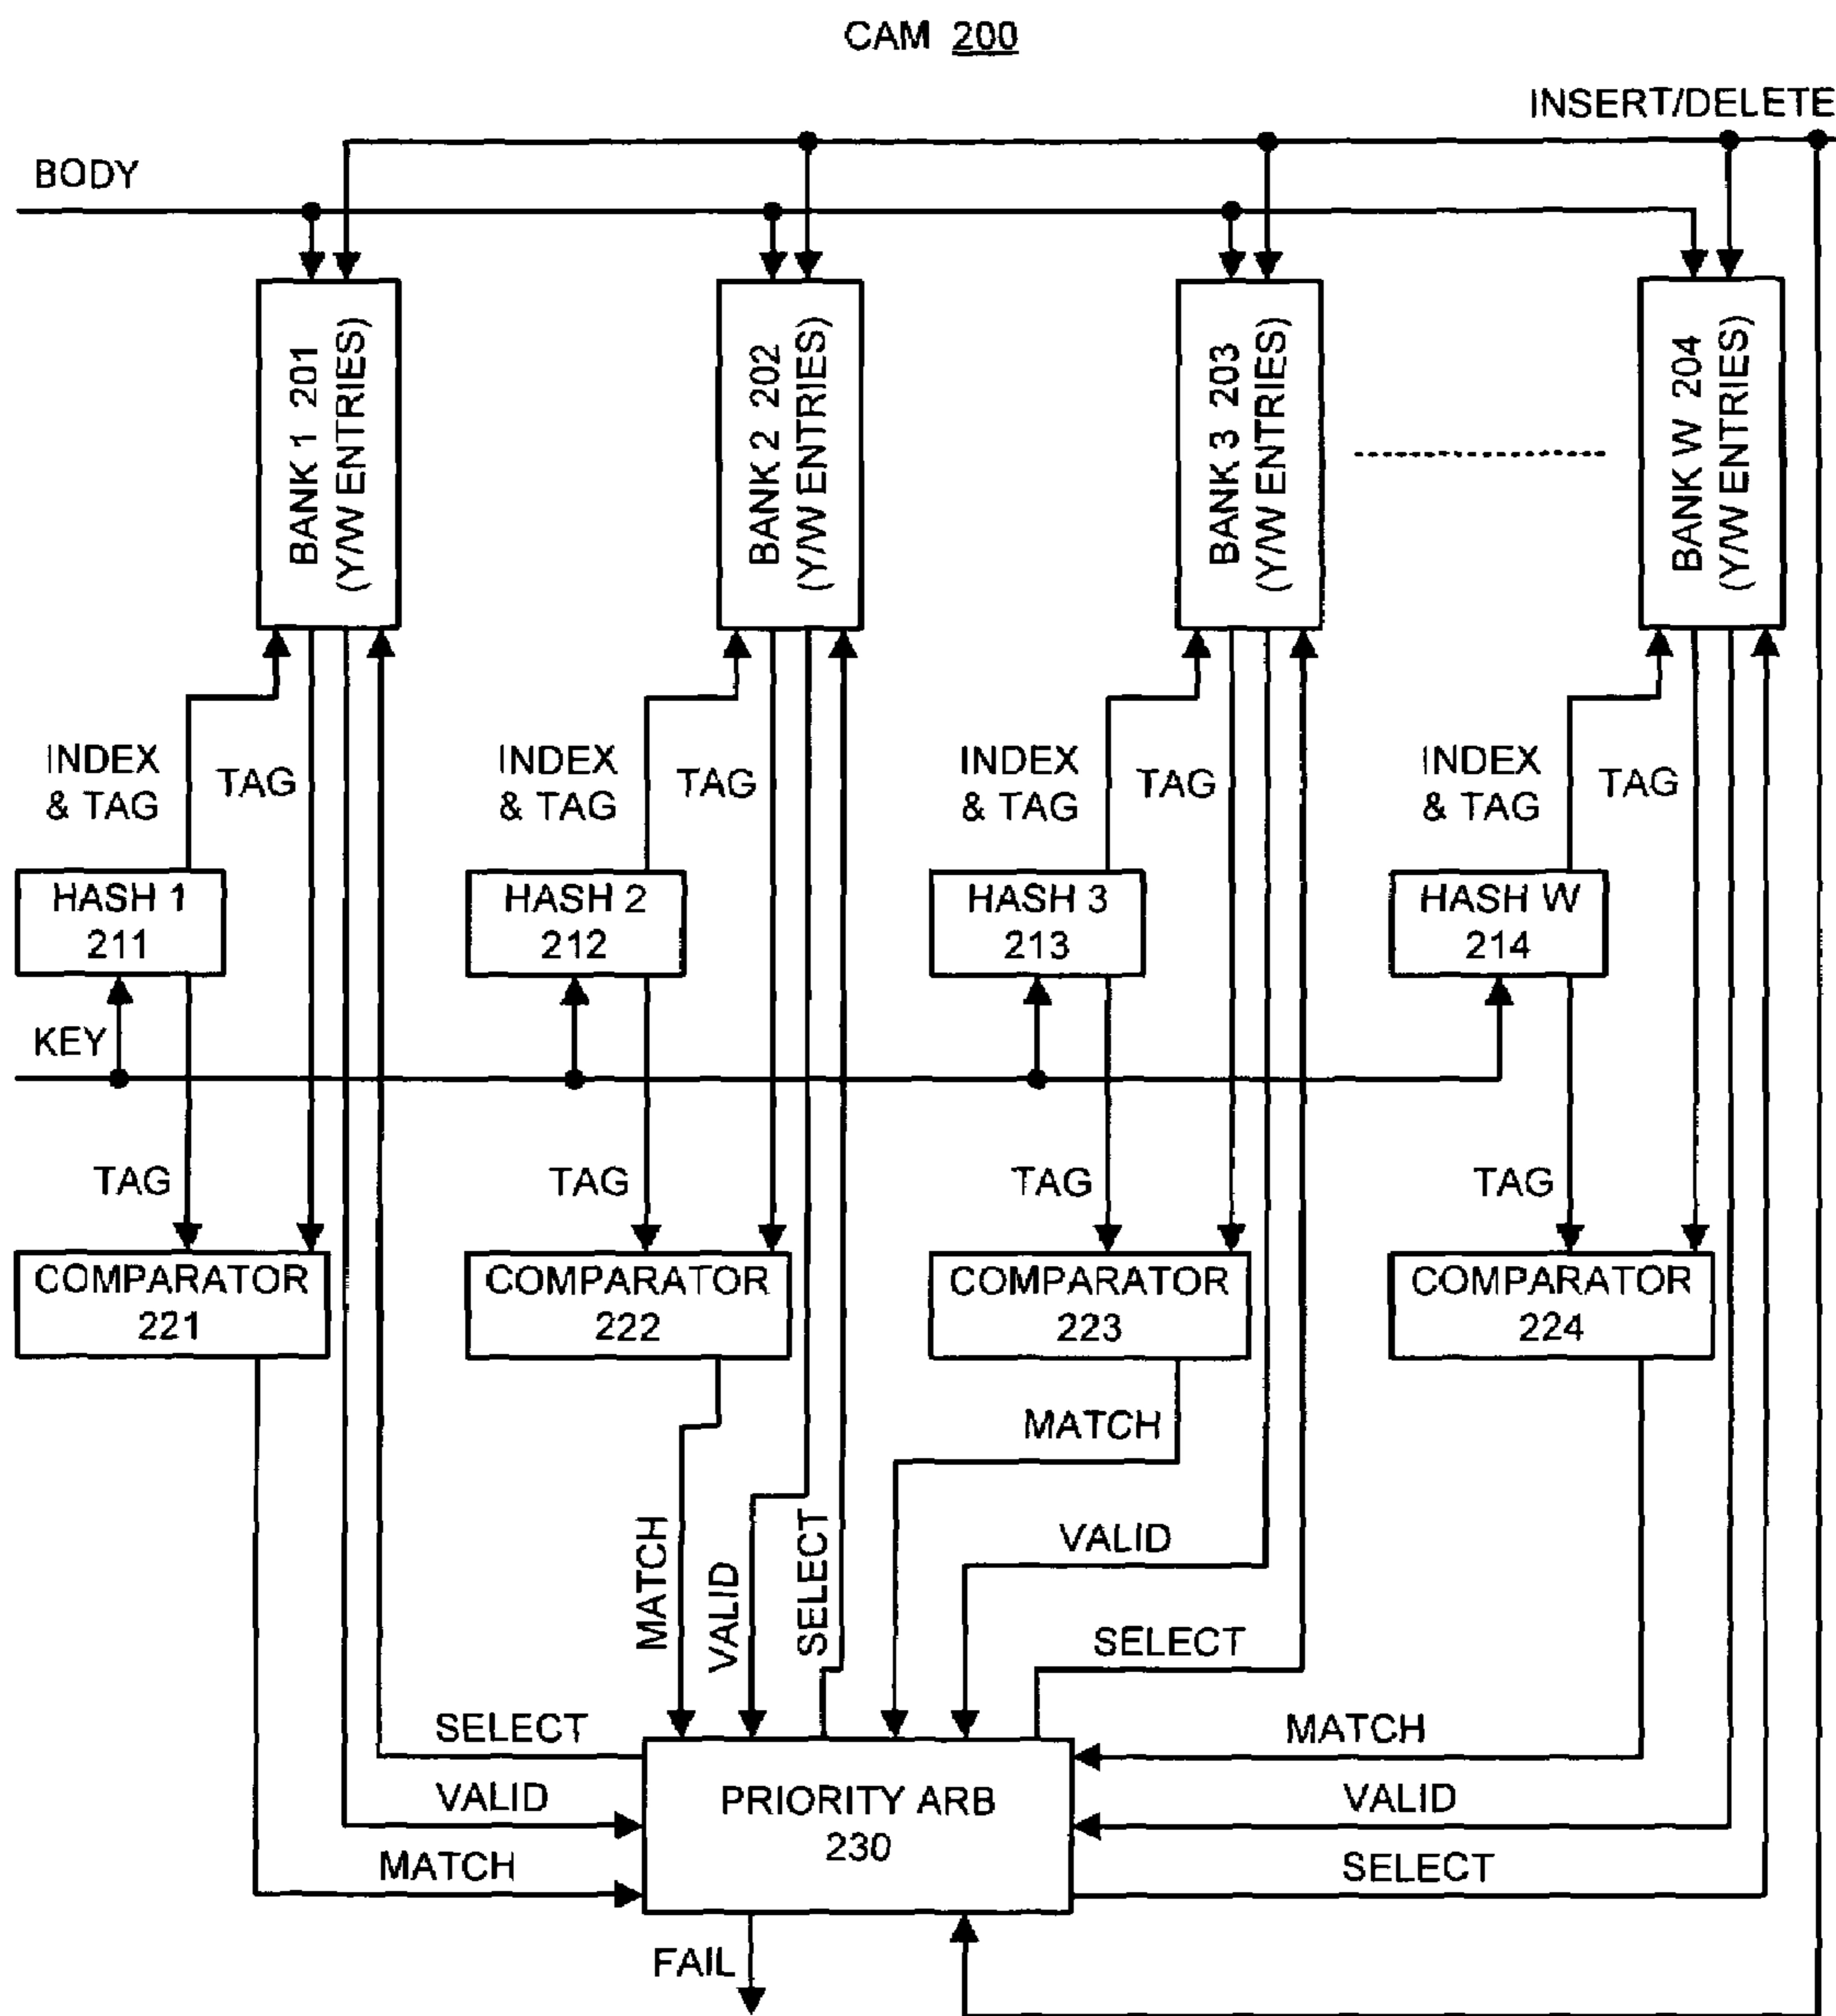 CAM 200
INSERT/DELETE
BODY
BANK 1 201
(Y/W ENTRIES)
BANK 2 202
(Y/W ENTRIES)
BANK 3 203
(Y/W ENTRIES)
BANK W 204
(Y/W ENTRIES)
INDEX
& TAG
TAG
INDEX
& TAG
TAG
INDEX
& TAG
TAG
INDEX
& TAG
TAG
HASH 1
211
HASH 2
212
HASH 3
213
HASH W
214
KEY
TAG
TAG
TAG
TAG
COMPARATOR
221
COMPARATOR
222
COMPARATOR
223
COMPARATOR
224
MATCH
VALID
SELECT
MATCH
VALID
SELECT
SELECT
VALID
MATCH
PRIORITY ARB
230
MATCH
VALID
SELECT
FAIL